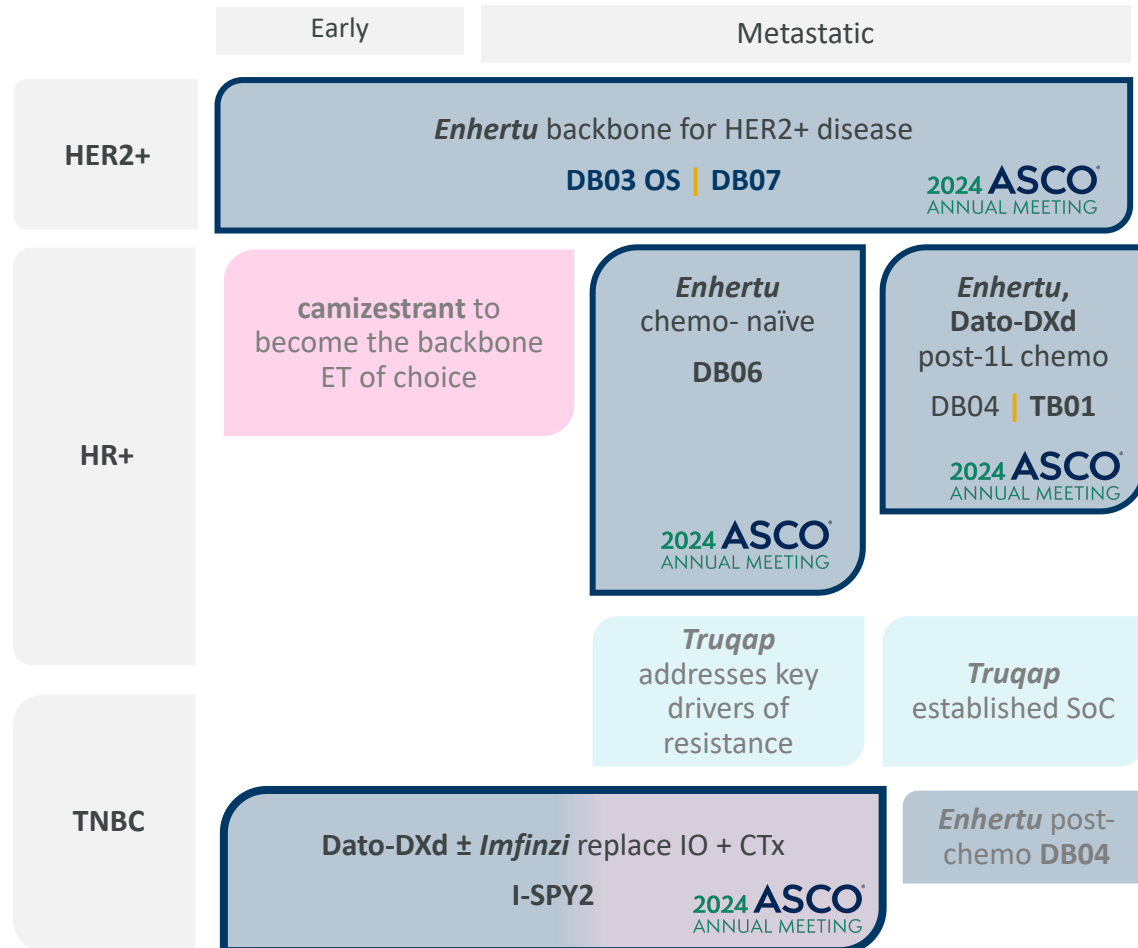 Early
Metastatic
HER2+
Enhertu backbone for HER2+ disease
DB03 OS | DB07
2024 ASCO®
ANNUAL MEETING
HR+
camizestrant to
become the backbone
ET of choice
Enhertu
chemo- naïve
DB06
2024 ASCO®
ANNUAL MEETING
Enhertu,
Dato-DXd
post-1L chemo
DB04 | TB01
2024 ASCO®
ANNUAL MEETING
Truqap
addresses key
drivers of
resistance
Truqap
established SoC
TNBC
Dato-DXd ± Imfinzi replace IO + CTx
I-SPY2
2024 ASCO®
ANNUAL MEETING
Enhertu post-
chemo DB04